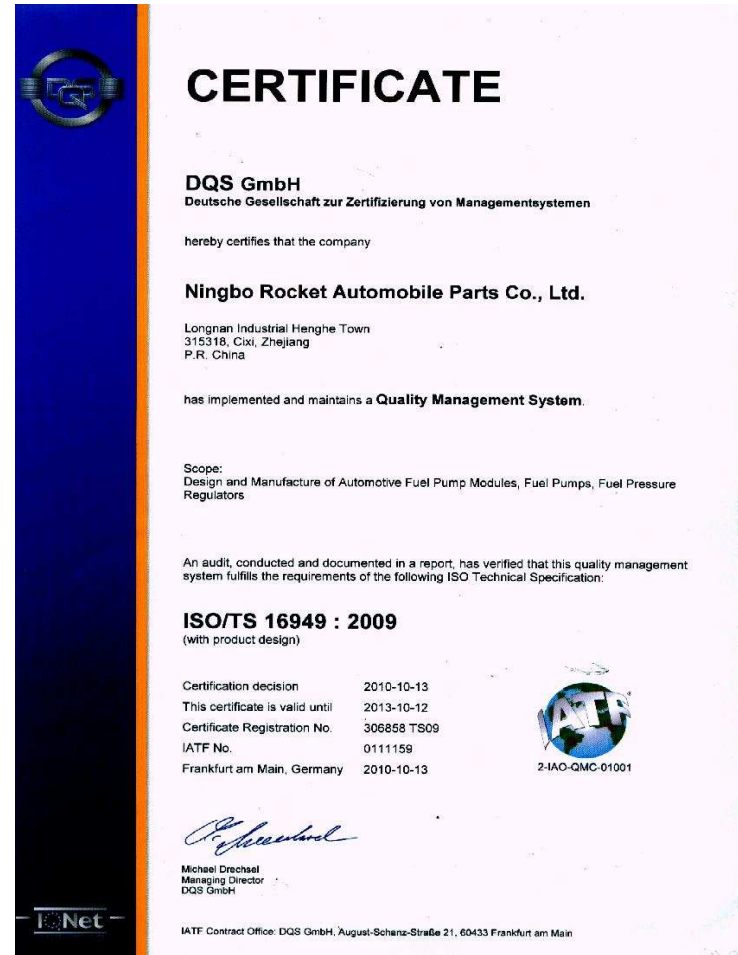 DQS
CERTIFICATE
DQS GmbH
Deutsche Gesellschaft zur Zertifizierung von Managementsystemen
hereby certifies that the company
Ningbo Rocket Automobile Parts Co., Ltd.
Longnan Industrial Henghe Town
315318, Cixi, Zhejiang
P.R. China
has implemented and maintains a Quality Management System.
Scope:
Design and Manufacture of Automotive Fuel Pump Modules, Fuel Pumps, Fuel Pressure
Regulators
An audit, conducted and documented in a report, has verified that this quality management
system fulfills the requirements of the following ISO Technical Specification:
ISO/TS 16949 : 2009
(with product design)
Certification decision 2010-10-13
This certificate is valid until 2013-10-12
Certificate Registration No. 306858 TS09
IATF No. 0111159
Frankfurt am Main, Germany 2010-10-13
IATF
®
2-IAO-QMC-01001
Michael Drechsel
Managing Director
DQS GmbH
IQNet
IATF Contract Office: DQS GmbH, August-Schanz-Straße 21, 60433 Frankfurt am Main